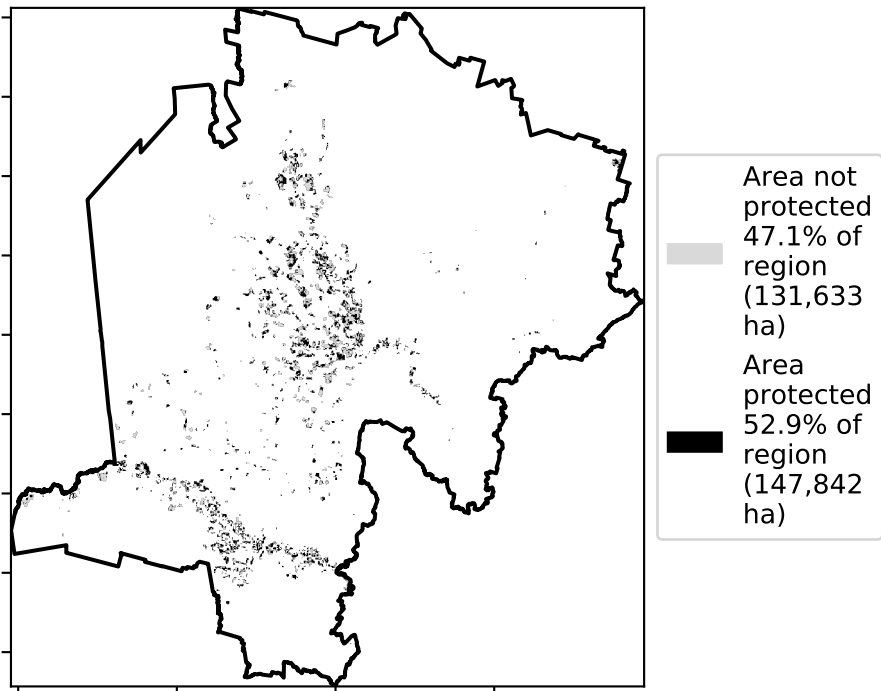 Area not
protected
47.1% of
region
(131,633
ha)
Area
protected
52.9% of
region
(147,842
ha)